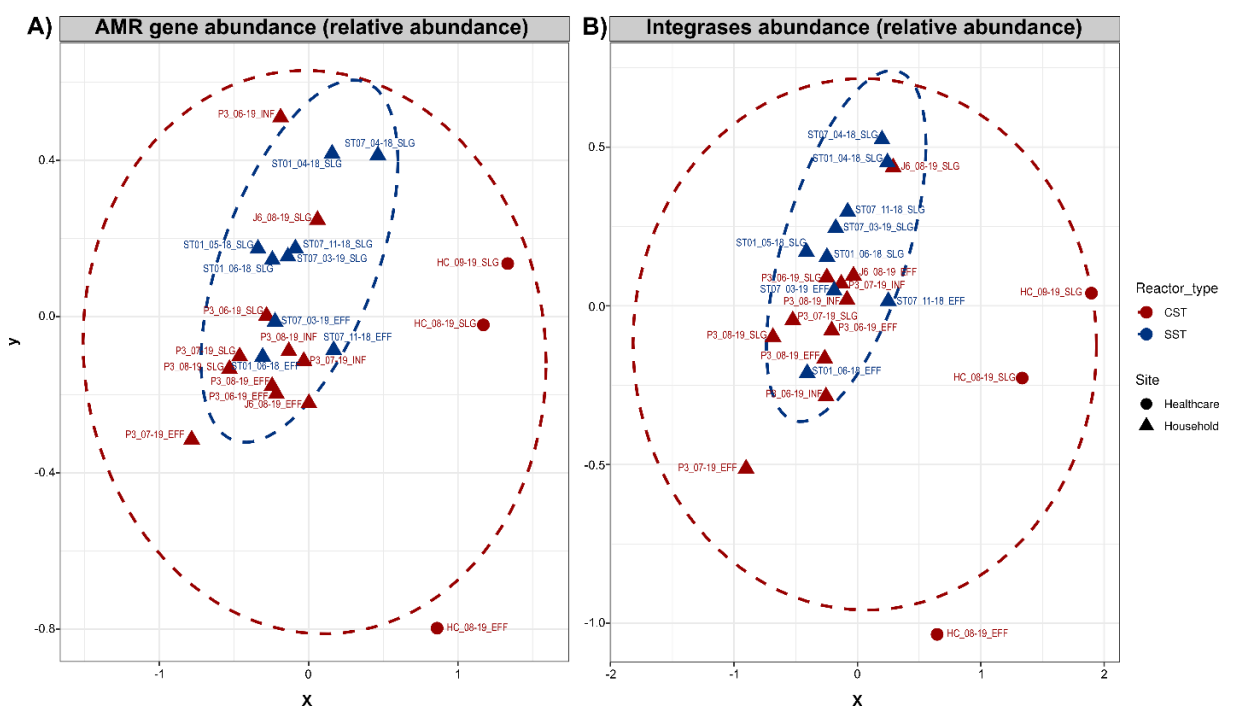 A) AMR gene abundance (relative abundance)
B) Integrases abundance (relative abundance)
P3_06-19_INF
ST07_04-18_SLG
ST01_04-18_SLG
J6_08-19_SLG
ST01_05-18_SLG
ST07_11-18_SLG
ST07_03-19_SLG
ST01_06-18_SLG
HC_09-19_SLG
P3_06-19_SLG
ST07_03-19_EFF
HC_08-19_SLG
P3_08-19_INF
ST07_11-18_EFF
P3_07-19_SLG
P3_07-19_INF
P3_08-19_SLG
ST01_06-18_EFF
P3_08-19_EFF
P3_06-19_EFF
J6_08-19_EFF
P3_07-19_EFF
HC_08-19_EFF
0.4
0.0
-0.4
-0.8
y
-1
0
1
X
ST07_04-18_SLG
ST01_04-18_SLG
J6_08-19_SLG
ST07_11-18_SLG
ST07_03-19_SLG
ST01_05-18_SLG
ST01_06-18_SLG
P3_06-19_SLG
J6_08-19_EFF
P3_07-19_INF
ST07_03-19_EFF
P3_08-19_INF
ST07_11-18_EFF
HC_09-19_SLG
P3_07-19_SLG
P3_06-19_EFF
P3_08-19_SLG
P3_08-19_EFF
ST01_06-18_EFF
HC_08-19_SLG
P3_06-19_INF
P3_07-19_EFF
HC_08-19_EFF
0.5
0.0
-0.5
-1.0
-2
-1
0
1
2
X
Reactor_type
CST
SST
Site
Healthcare
Household